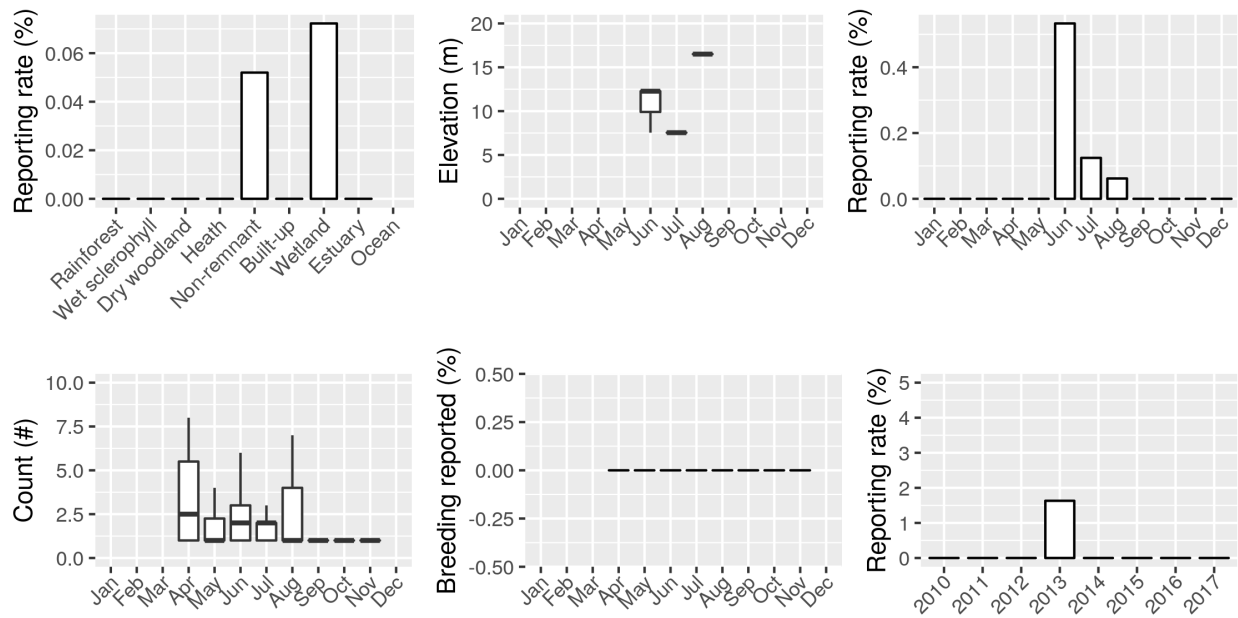 Reporting rate (%)
0.06
0.04
0.02
0.00
Rainforest
Wet sclerophyll
Dry woodland
Heath
Non-remnant
Built-up
Wetland
Estuary
Ocean
Elevation (m)
20
15
10
5
0
Jan
Feb
Mar
Apr
May
Jun
Jul
Aug
Sep
Oct
Nov
Dec
Reporting rate (%)
0.4
0.2
0.0
Jan
Feb
Mar
Apr
May
Jun
Jul
Aug
Sep
Oct
Nov
Dec
Count (#)
10.0
7.5
5.0
2.5
0.0
Jan
Feb
Mar
Apr
May
Jun
Jul
Aug
Sep
Oct
Nov
Dec
Breeding reported (%)
0.50
0.25
0.00
-0.25
-0.50
Jan
Feb
Mar
Apr
May
Jun
Jul
Aug
Sep
Oct
Nov
Dec
Reporting rate (%)
5
4
3
2
1
0
2010
2011
2012
2013
2014
2015
2016
2017